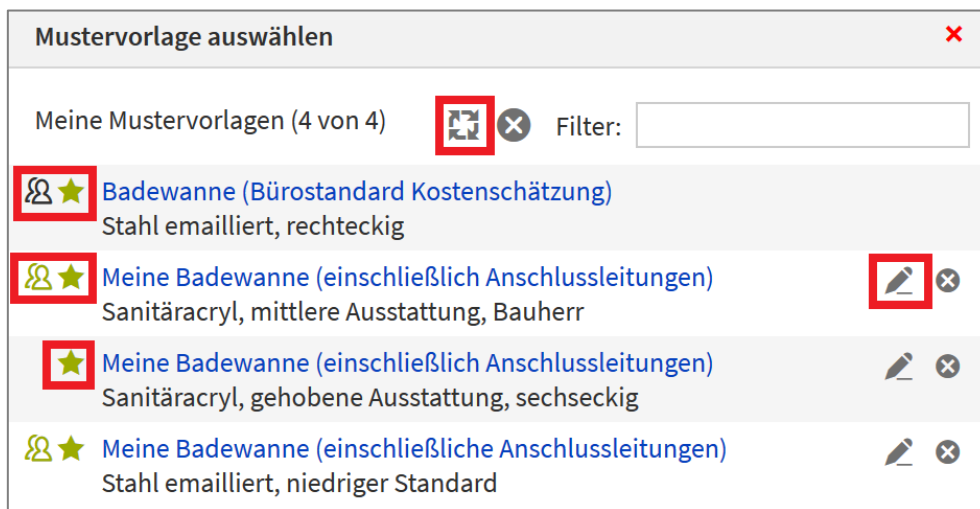 Mustervorlage auswählen
Meine Mustervorlagen (4 von 4) Filter:
Badewanne (Bürostandard Kostenschätzung)
Stahl emailliert, rechteckig
Meine Badewanne (einschließlich Anschlussleitungen)
Sanitäracryl, mittlere Ausstattung, Bauherr
Meine Badewanne (einschließlich Anschlussleitungen)
Sanitäracryl, gehobene Ausstattung, sechseckig
Meine Badewanne (einschließliche Anschlussleitungen)
Stahl emailliert, niedriger Standard